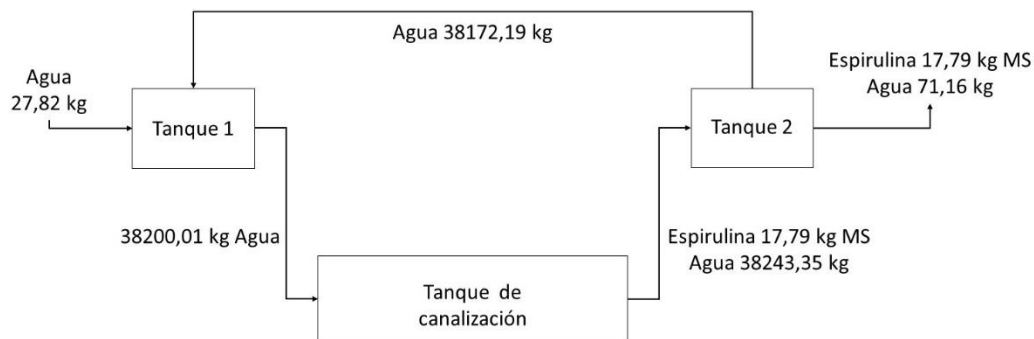 Agua 38172,19 kg
Agua
27,82 kg
Tanque 1
Tanque 2
Espirulina 17,79 kg MS
Agua 71,16 kg
38200,01 kg Agua
Espirulina 17,79 kg MS
Agua 38243,35 kg
Tanque de
canalización